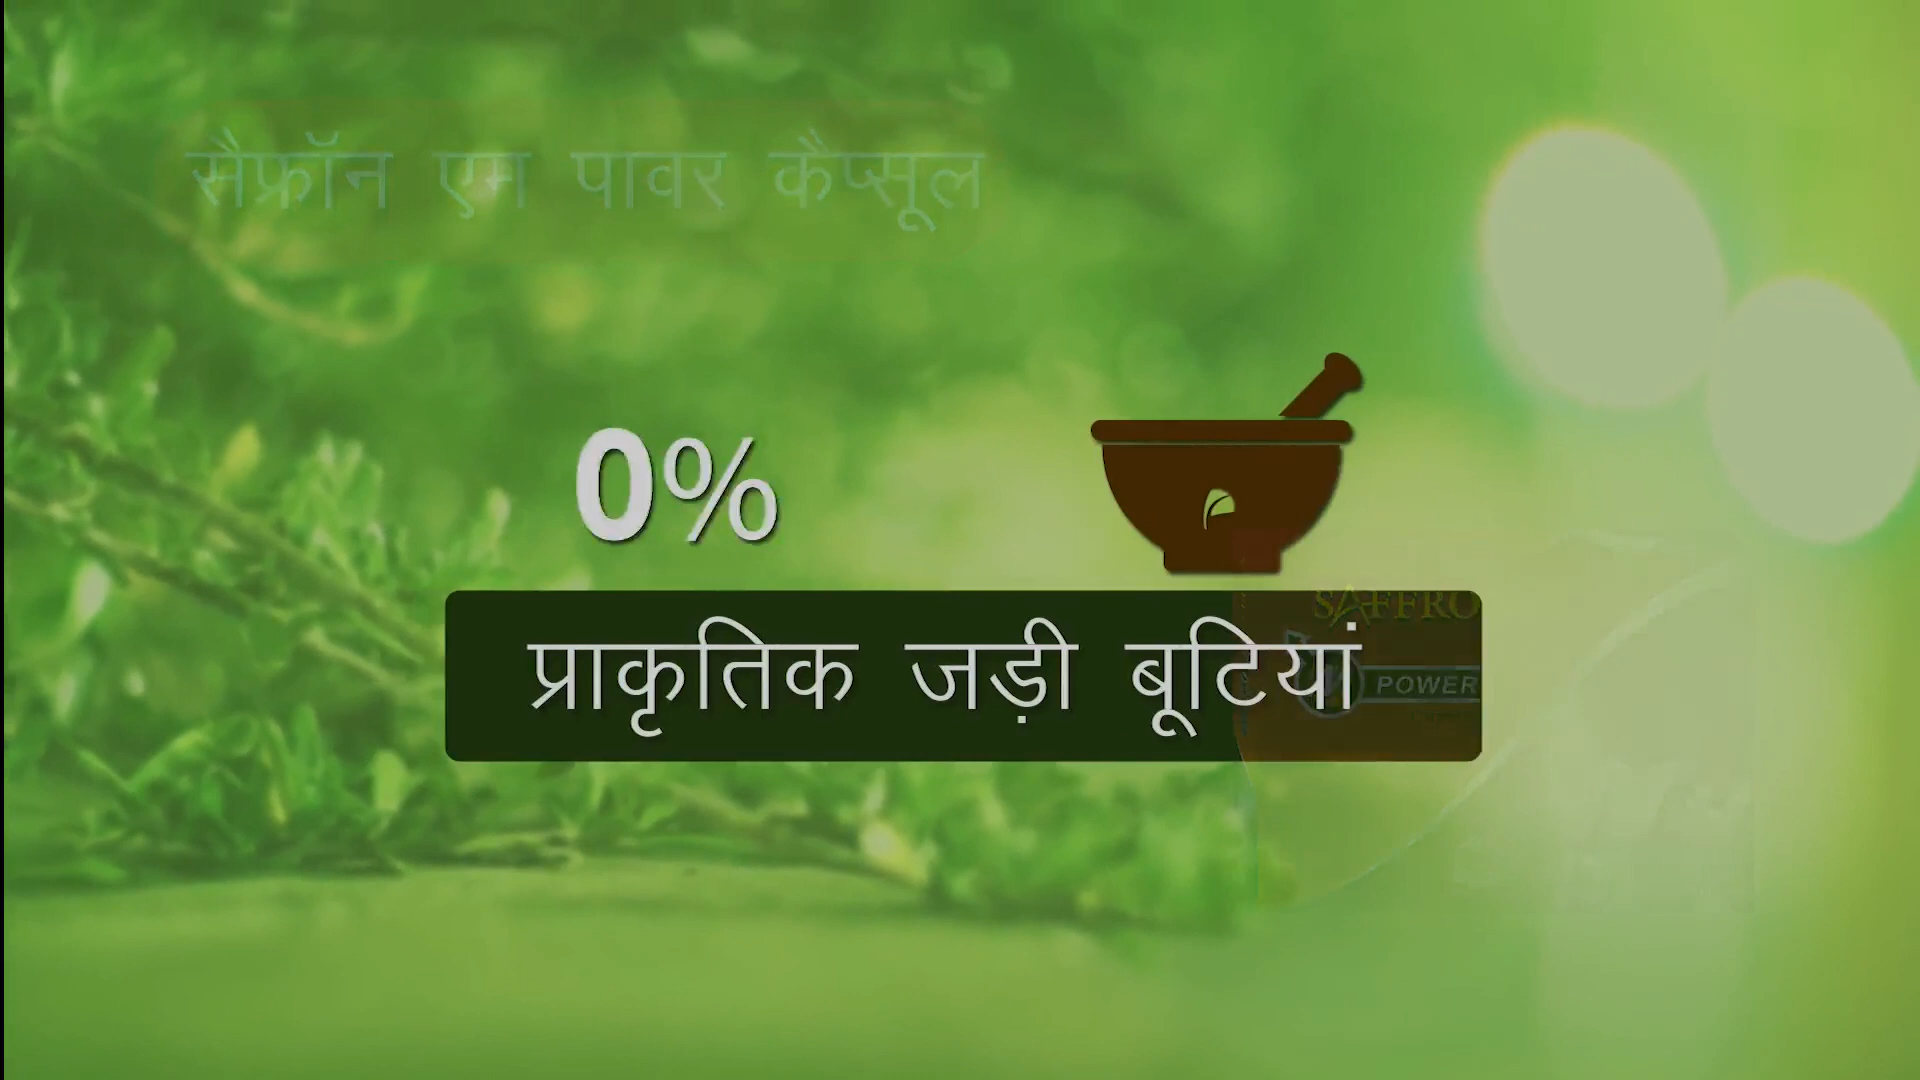 सैफ्रॉन एम पावर कैप्सूल
0%
SAFFRO
प्राकृतिक जड़ी बूटियां
POWER